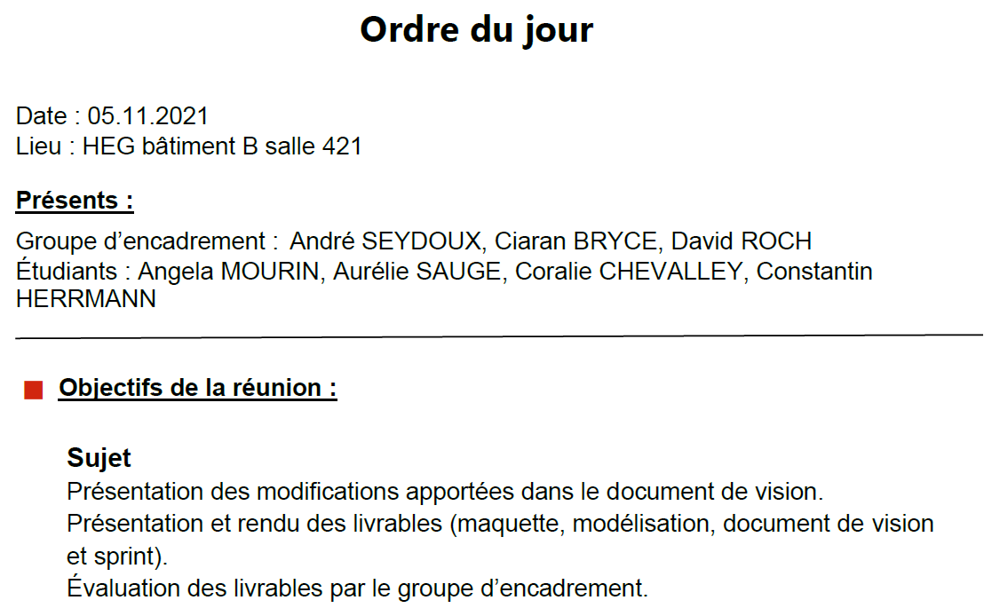 Ordre du jour
Date : 05.11.2021
Lieu : HEG bâtiment B salle 421
Présents :
Groupe d’encadrement :  André SEYDOUX, Ciaran BRYCE, David ROCH
Étudiants : Angela MOURIN, Aurélie SAUGE, Coralie CHEVALLEY, Constantin
HERRMANN
Objectifs de la réunion :
Sujet
Présentation des modifications apportées dans le document de vision.
Présentation et rendu des livrables (maquette, modélisation, document de vision
et sprint).
Évaluation des livrables par le groupe d’encadrement.